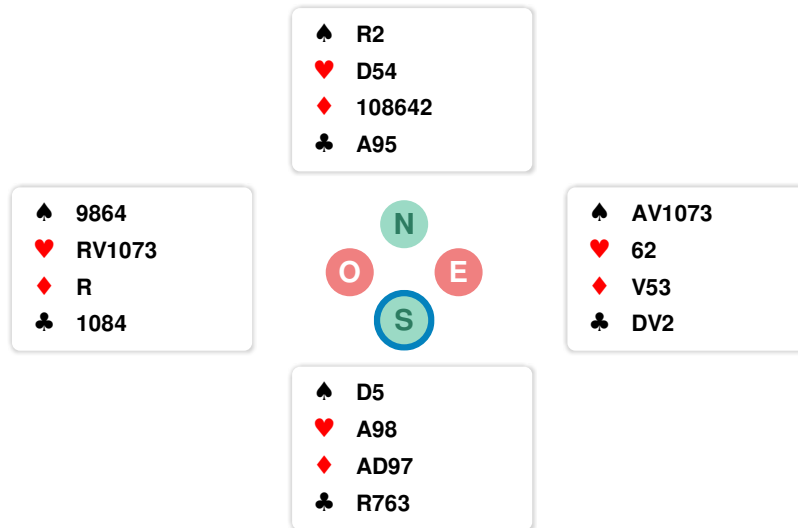 ♠ R2
♥ D54
♦ 108642
♣ A95
♠ 9864
♥ RV1073
♦ R
♣ 1084
N
O E
S
♠ AV1073
♥ 62
♦ V53
♣ DV2
♠ D5
♥ A98
♦ AD97
♣ R763